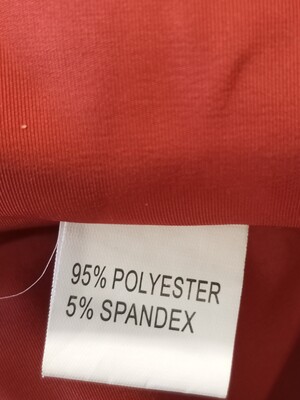 95% POLYESTER
5% SPANDEX